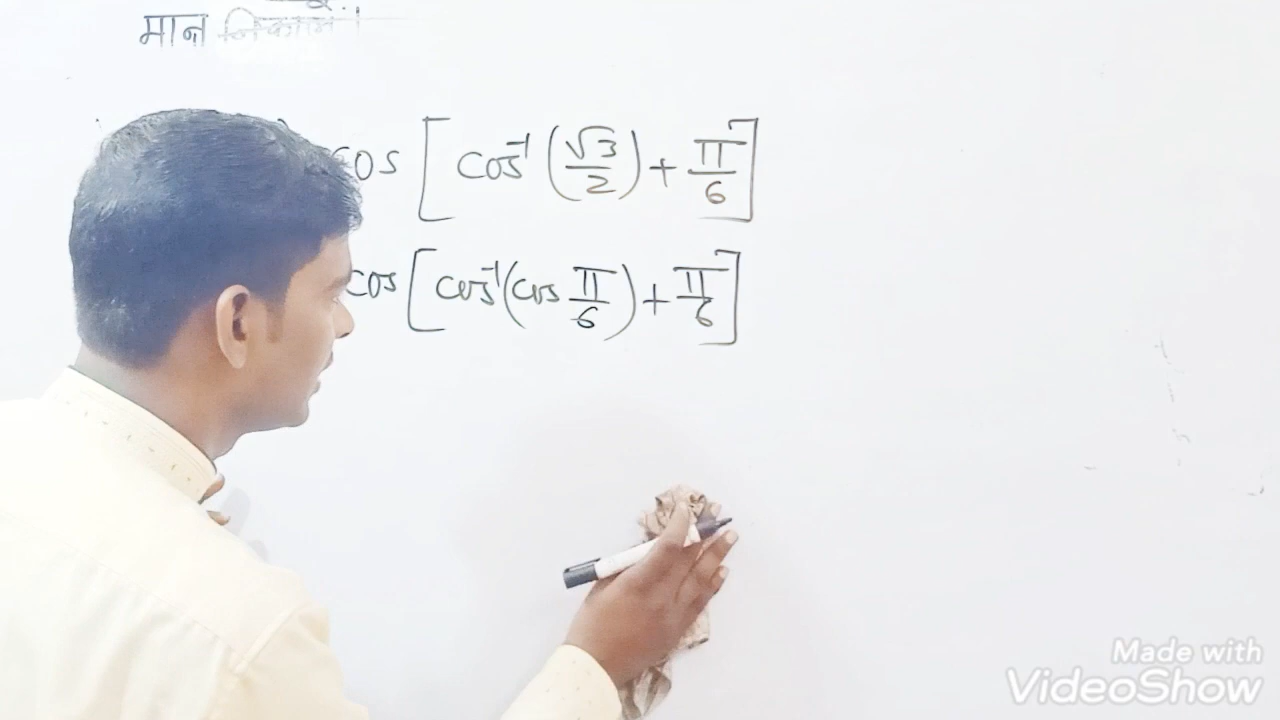 मान निकालें।
cos [ cos⁻¹ (√3/2) + π/6 ]
cos [ cos⁻¹ (cos π/6) + π/6 ]
Made with
VideoShow